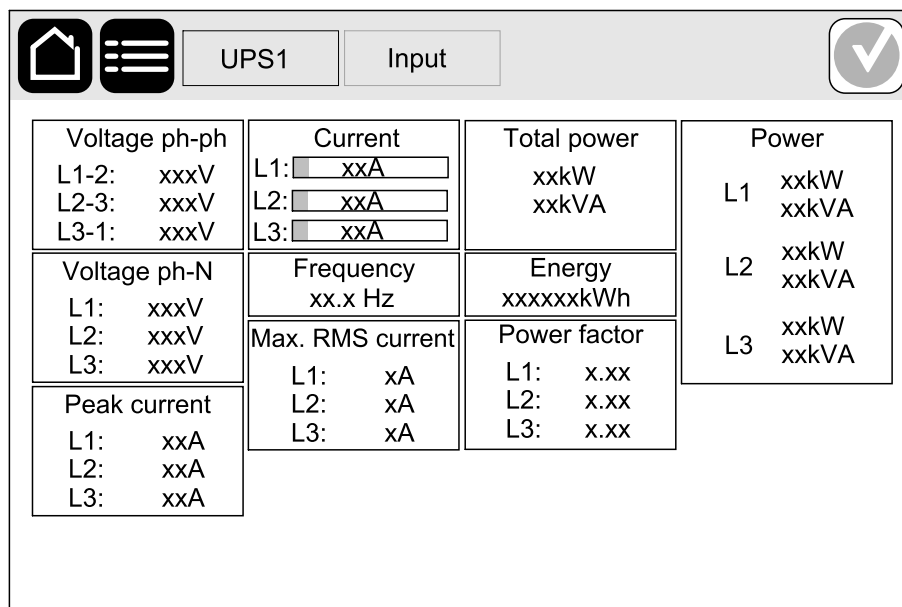 UPS1
Input
Voltage ph-ph
L1-2: xxxV
L2-3: xxxV
L3-1: xxxV
Current
L1: xxA
L2: xxA
L3: xxA
Total power
xxkW
xxkVA
Power
L1 xxkW
xxkVA
L2 xxkW
xxkVA
L3 xxkW
xxkVA
Voltage ph-N
L1: xxxV
L2: xxxV
L3: xxxV
Frequency
xx.x Hz
Energy
xxxxxxkWh
Max. RMS current
L1: xA
L2: xA
L3: xA
Power factor
L1: x.xx
L2: x.xx
L3: x.xx
Peak current
L1: xxA
L2: xxA
L3: xxA